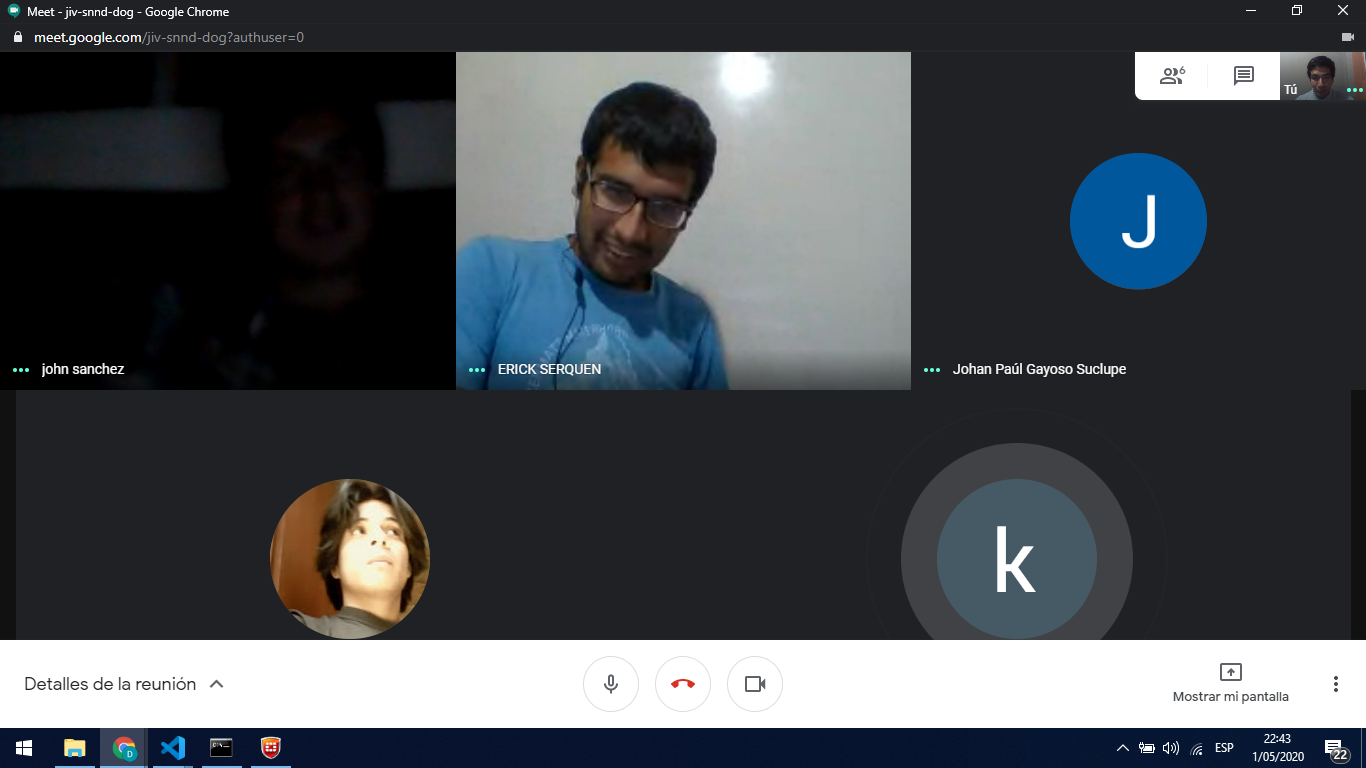 Meet - jiv-snnd-dog - Google Chrome
meet.google.com/jiv-snnd-dog?authuser=0
6
Tú
J
john sanchez
ERICK SERQUEN
Johan Paúl Gayoso Suclupe
k
Detalles de la reunión
Mostrar mi pantalla
D
ESP
22:43
1/05/2020
22